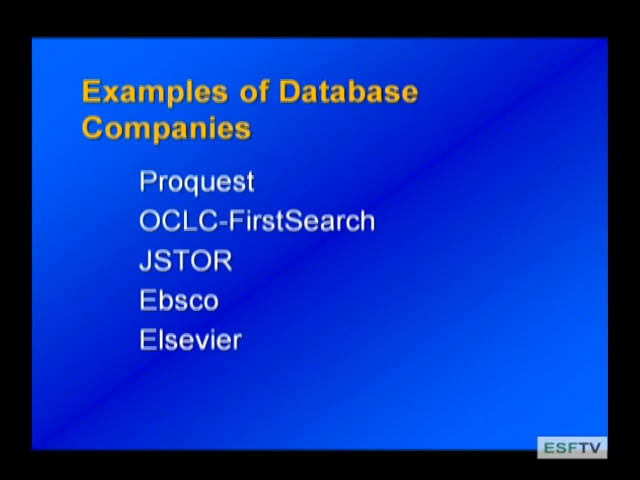 Examples of Database
Companies
Proquest
OCLC-FirstSearch
JSTOR
Ebsco
Elsevier
ESFTV